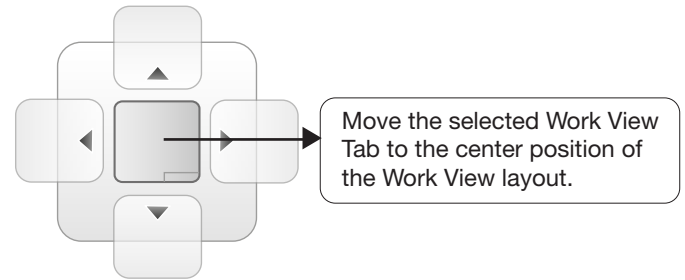 Move the selected Work View
Tab to the center position of
the Work View layout.